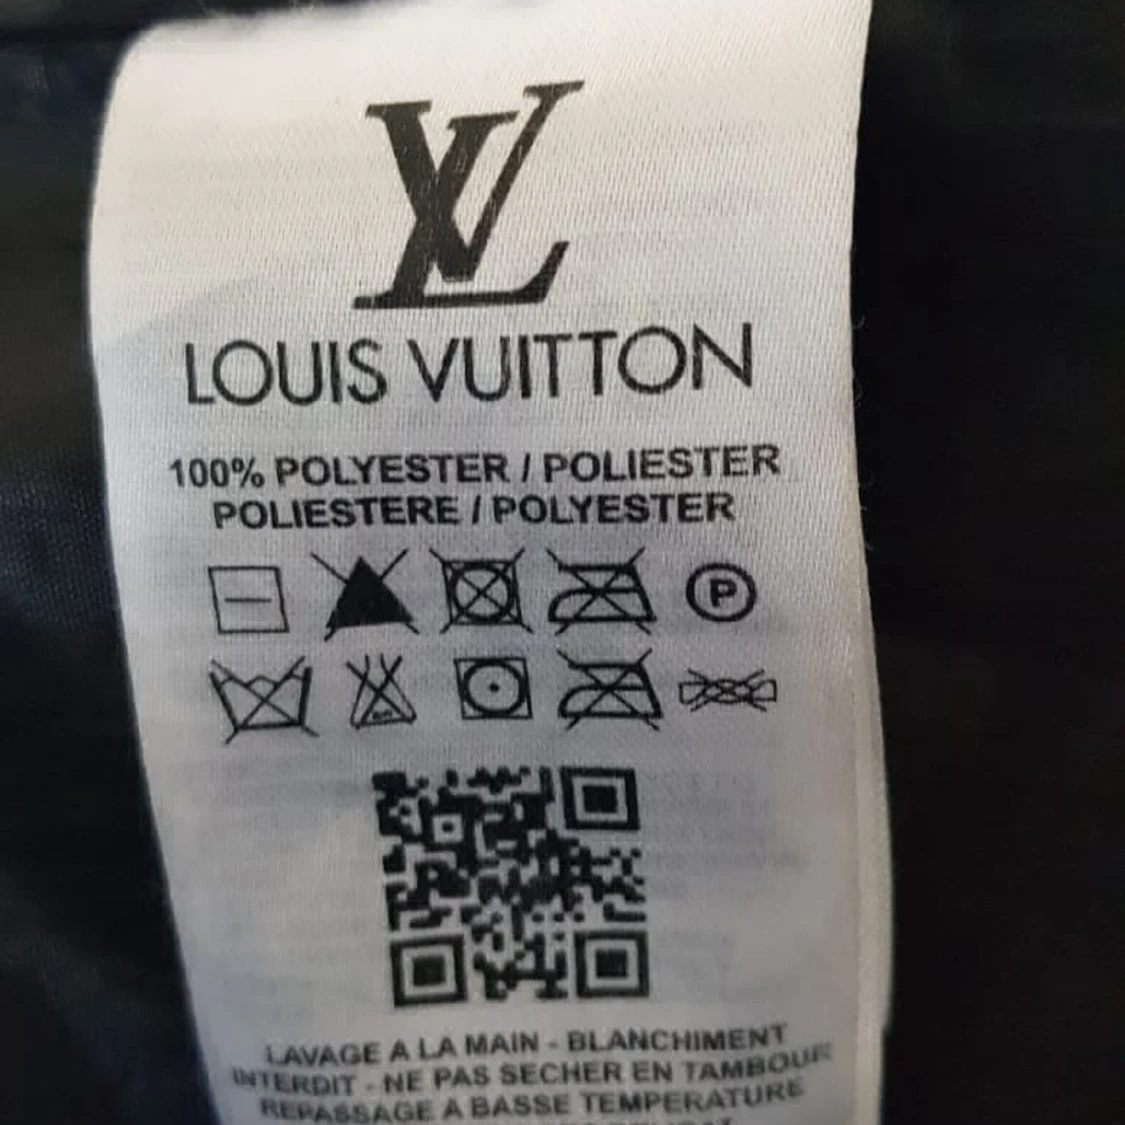 LV
LOUIS VUITTON
100% POLYESTER / POLIESTER
POLIESTERE / POLYESTER
P
LAVAGE A LA MAIN - BLANCHIMENT
INTERDIT - NE PAS SECHER EN TAMBOUR
REPASSAGE A BASSE TEMPERATURE